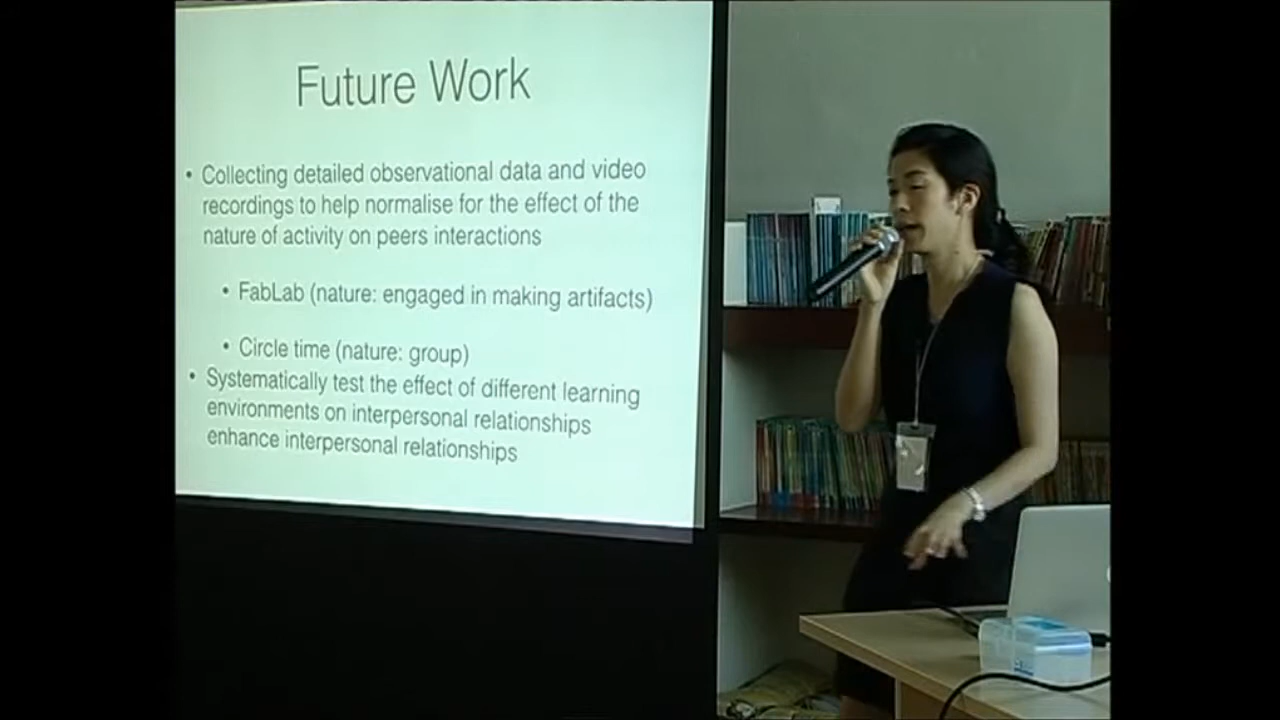 Future Work
• Collecting detailed observational data and video
recordings to help normalise for the effect of the
nature of activity on peers interactions
• FabLab (nature: engaged in making artifacts)
• Circle time (nature: group)
• Systematically test the effect of different learning
environments on interpersonal relationships
enhance interpersonal relationships